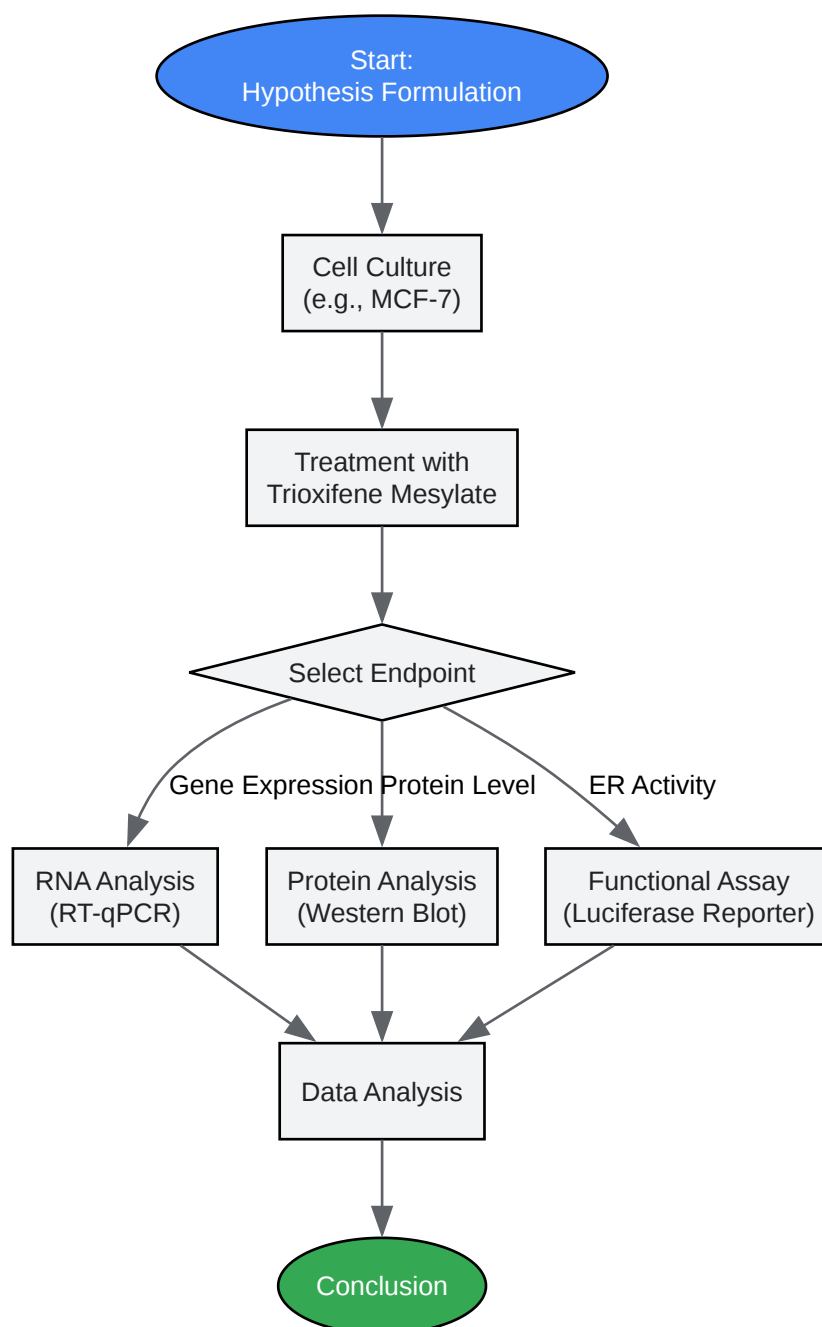 Start:
Hypothesis Formulation
Cell Culture
(e.g., MCF-7)
Treatment with
Trioxifene Mesylate
Select Endpoint
Gene Expression
Protein Level
ER Activity
RNA Analysis
(RT-qPCR)
Protein Analysis
(Western Blot)
Functional Assay
(Luciferase Reporter)
Data Analysis
Conclusion